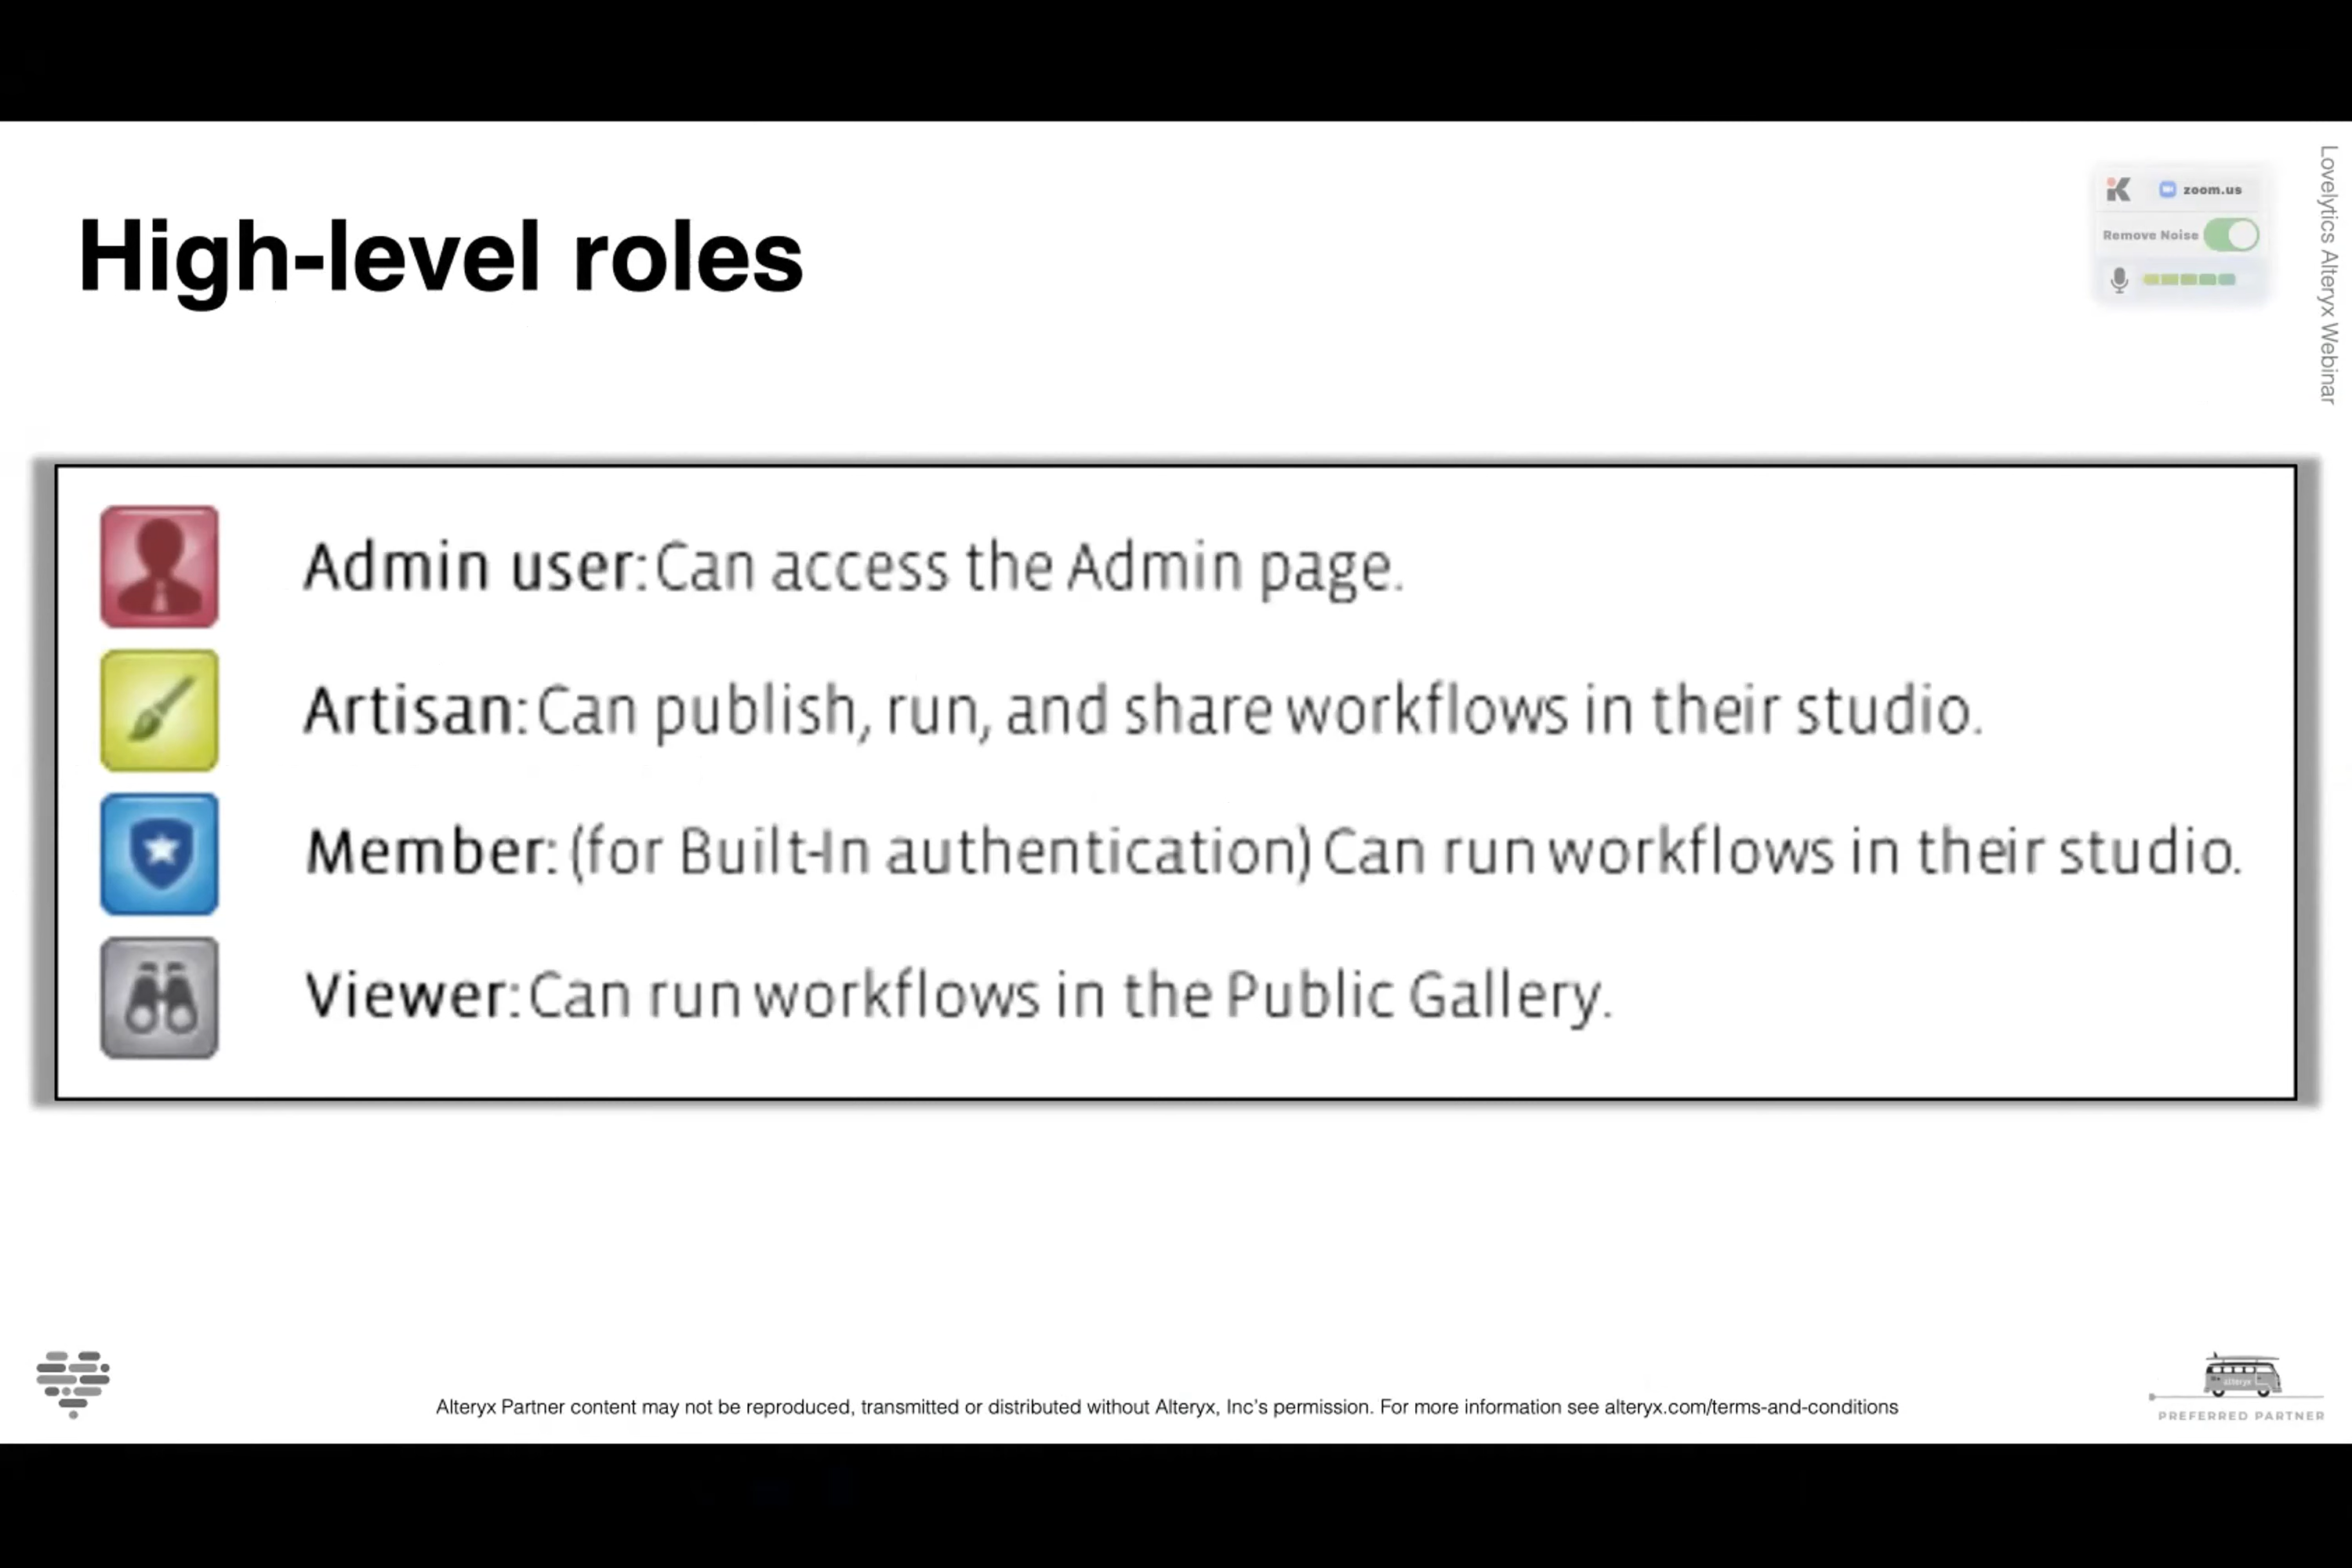 High-level roles
zoom.us
Remove Noise
Lovelytics Alteryx Webinar
Admin user: Can access the Admin page.
Artisan: Can publish, run, and share workflows in their studio.
Member: (for Built-In authentication) Can run workflows in their studio.
Viewer: Can run workflows in the Public Gallery.
Alteryx Partner content may not be reproduced, transmitted or distributed without Alteryx, Inc's permission. For more information see alteryx.com/terms-and-conditions
alteryx
PREFERRED PARTNER